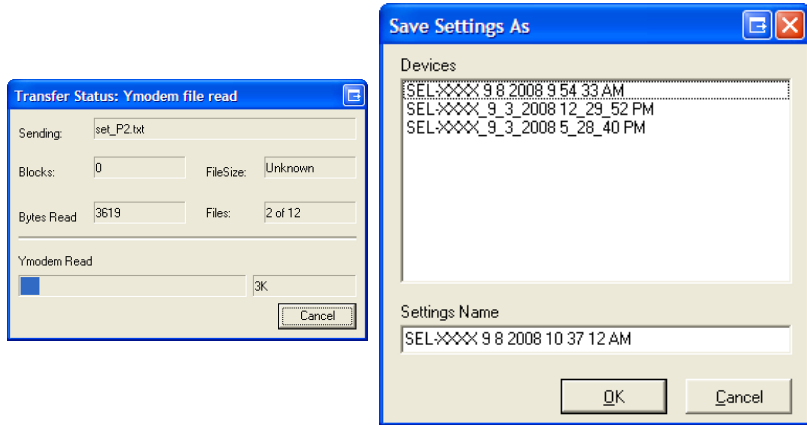 Transfer Status: Ymodem file read
Sending: set_P2.txt
Blocks: 0 FileSize: Unknown
Bytes Read 3619 Files: 2 of 12
Ymodem Read
3K
Cancel
Save Settings As
Devices
SEL-XXXX 9 8 2008 9 54 33 AM
SEL-XXXX_9_3_2008 12_29_52 PM
SEL-XXXX_9_3_2008 5_28_40 PM
Settings Name
SEL-XXXX 9 8 2008 10 37 12 AM
OK Cancel